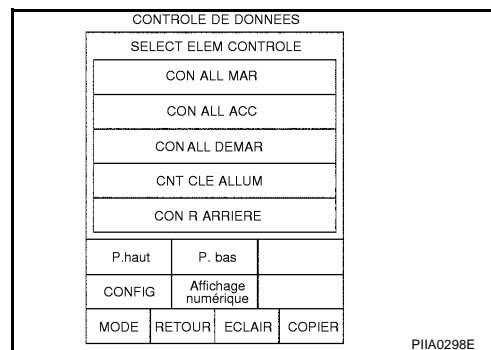 CONTROLE DE DONNEES
SELECT ELEM CONTROLE
CON ALL MAR
CON ALL ACC
CON ALL DEMAR
CNT CLE ALLUM
CON R ARRIERE
P.haut P. bas
CONFIG Affichage numérique
MODE RETOUR ECLAIR COPIER
PIIA0298E